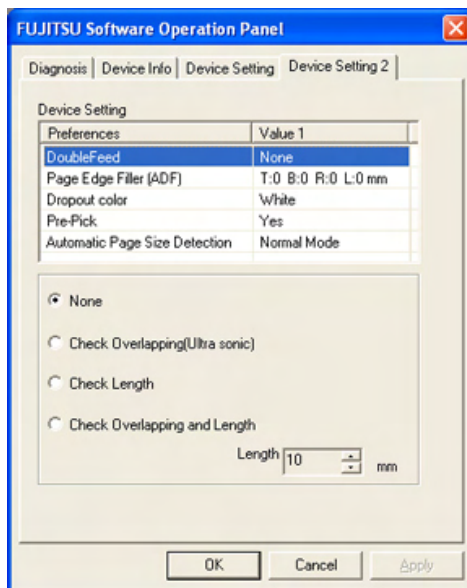 FUJITSU Software Operation Panel
Diagnosis Device Info Device Setting Device Setting 2
Device Setting
Preferences Value 1
DoubleFeed None
Page Edge Filler (ADF) T:0 B:0 R:0 L:0 mm
Dropout color White
Pre-Pick Yes
Automatic Page Size Detection Normal Mode
None
Check Overlapping(Ultra sonic)
Check Length
Check Overlapping and Length
Length 10 mm
OK Cancel Apply